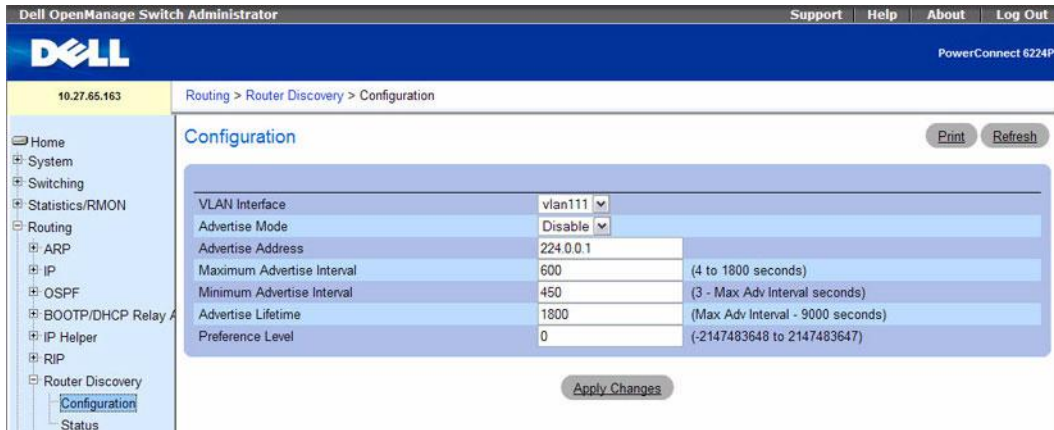 Dell OpenManage Switch Administrator
Support Help About Log Out
DELL
PowerConnect 6224P
10.27.65.163
Routing > Router Discovery > Configuration
Home
System
Switching
Statistics/RMON
Routing
ARP
IP
OSPF
BOOTP/DHCP Relay A
IP Helper
RIP
Router Discovery
Configuration
Status
Configuration
Print Refresh
VLAN Interface vlan111
Advertise Mode Disable
Advertise Address 224.0.0.1
Maximum Advertise Interval 600 (4 to 1800 seconds)
Minimum Advertise Interval 450 (3 - Max Adv Interval seconds)
Advertise Lifetime 1800 (Max Adv Interval - 9000 seconds)
Preference Level 0 (-2147483648 to 2147483647)
Apply Changes